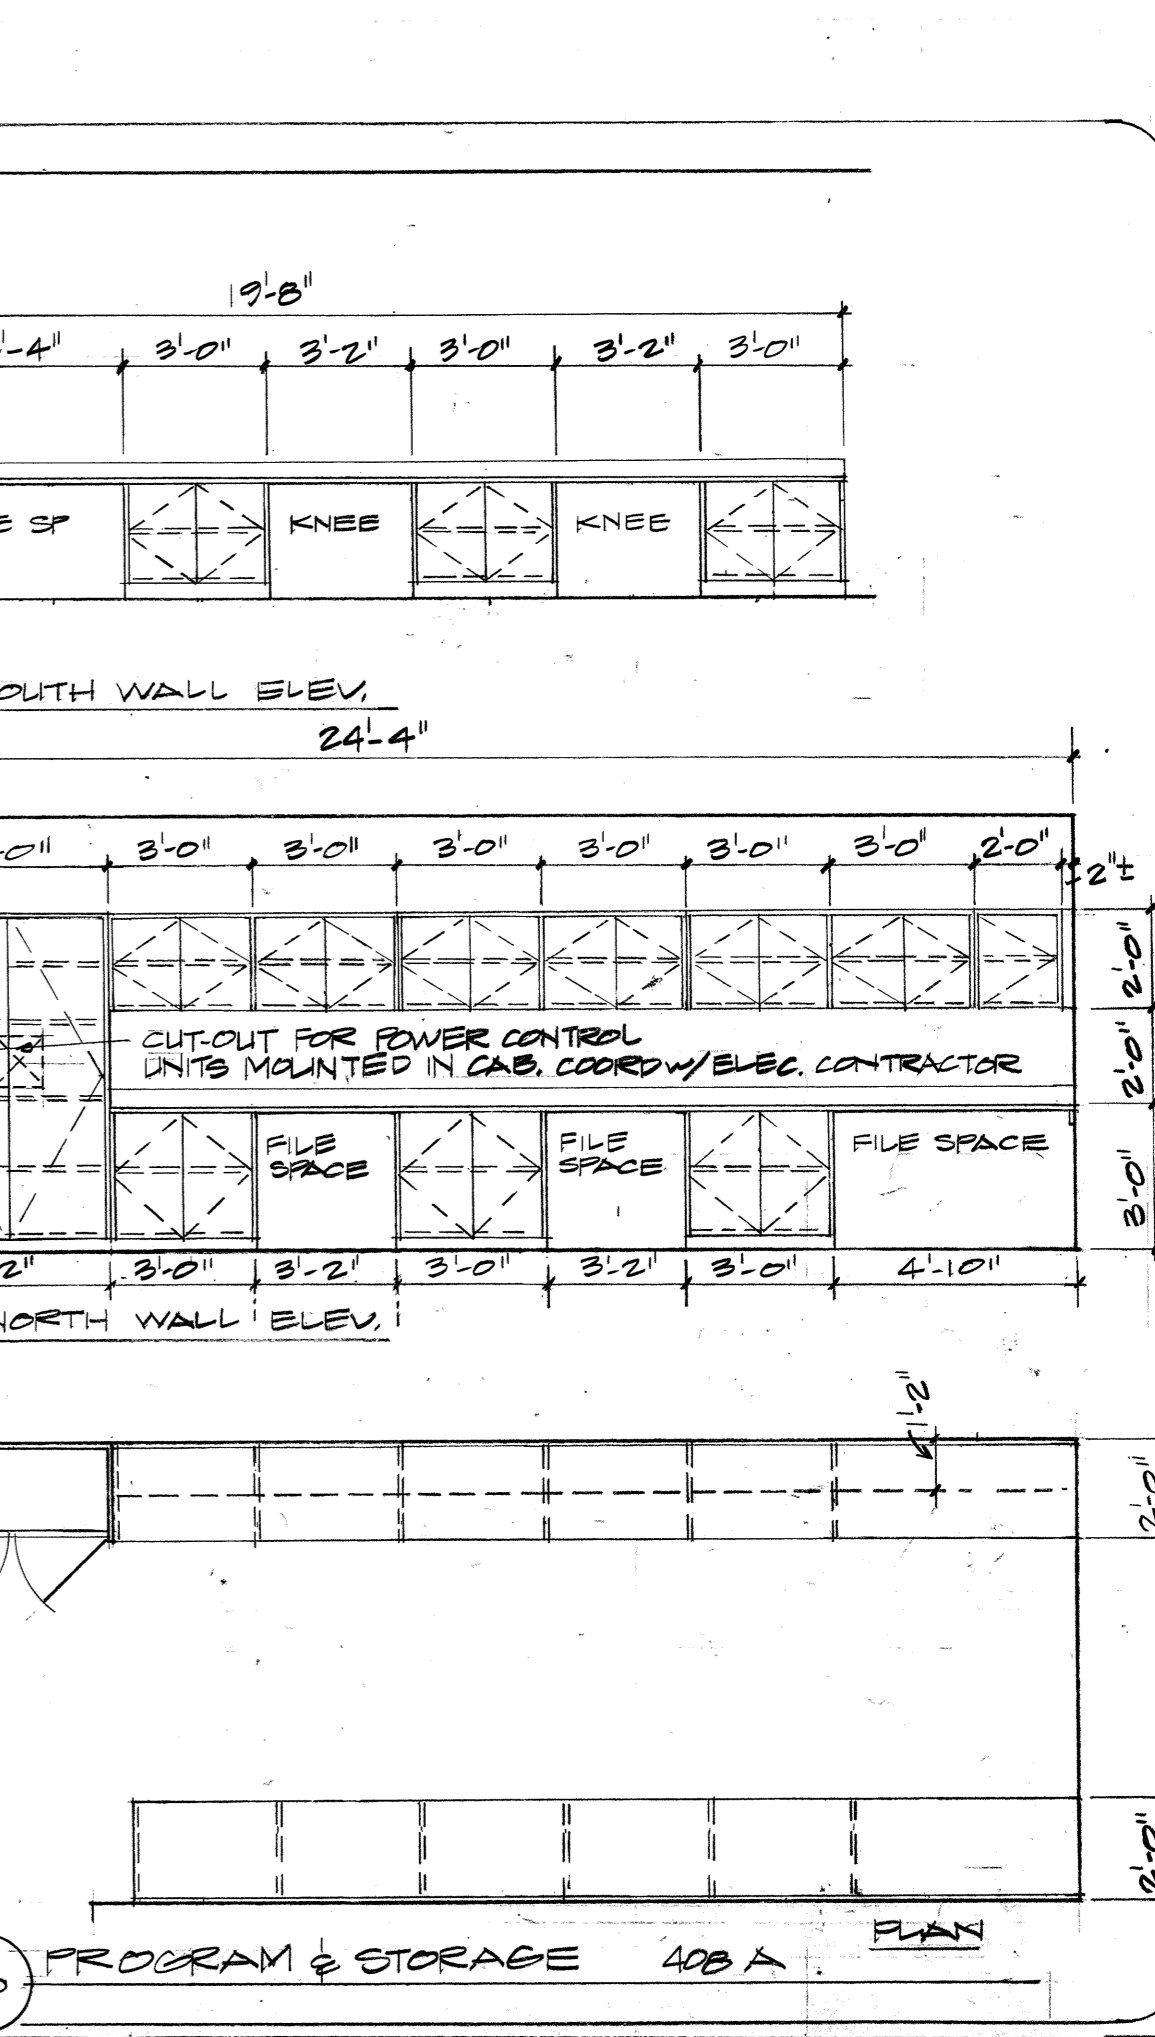 19'-8"
'-4" 3'-0" 3'-2" 3'-0" 3'-2" 3'-0"
E SP KNEE KNEE
OUTH WALL ELEV.
24'-4"
-0" 3'-0" 3'-0" 3'-0" 3'-0" 3'-0" 3'-0" 2'-0"
2"±
2'-0"
CUT-OUT FOR POWER CONTROL
UNITS MOUNTED IN CAB. COORD w/ ELEC. CONTRACTOR
2'-0"
FILE
SPACE
FILE
SPACE
FILE SPACE
3'-0"
2" 3'-0" 3'-2" 3'-0" 3'-2" 3'-0" 4'-10"
NORTH WALL ELEV.
1'-2"
2'-0"
2'-0"
PLAN
PROGRAM & STORAGE 408 A